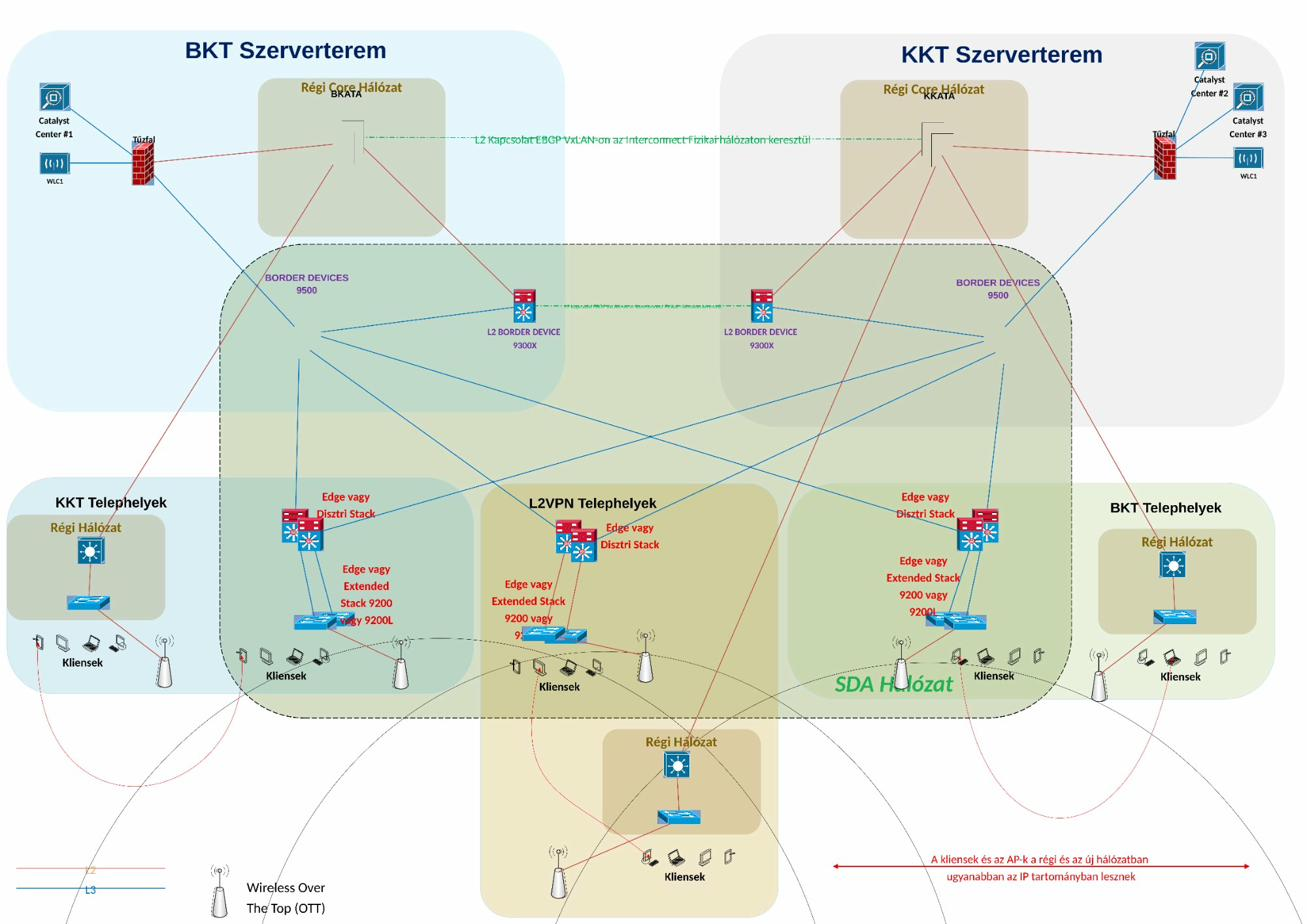 BKT Szerverterem
KKT Szerverterem
Régi Core Hálózat
BKATA
Régi Core Hálózat
KKATA
Catalyst
Center #1
Tűzfal
WLC1
Catalyst
Center #2
Catalyst
Center #3
Tűzfal
WLC1
L2 Kapcsolat EBGP VxLAN-on az Interconnect Fizikai hálózaton keresztül
BORDER DEVICES
9500
BORDER DEVICES
9500
L2 BORDER DEVICE
9300X
L2 BORDER DEVICE
9300X
KKT Telephelyek
Régi Hálózat
Kliensek
Edge vagy
Disztri Stack
Edge vagy
Extended
Stack 9200
vagy 9200L
Kliensek
L2VPN Telephelyek
Edge vagy
Disztri Stack
Edge vagy
Extended Stack
9200 vagy
Kliensek
Edge vagy
Disztri Stack
Edge vagy
Extended Stack
9200 vagy
9200L
Kliensek
SDA Hálózat
BKT Telephelyek
Régi Hálózat
Kliensek
Régi Hálózat
Kliensek
L2
L3
Wireless Over
The Top (OTT)
A kliensek és az AP-k a régi és az új hálózatban
ugyanabban az IP tartományban lesznek